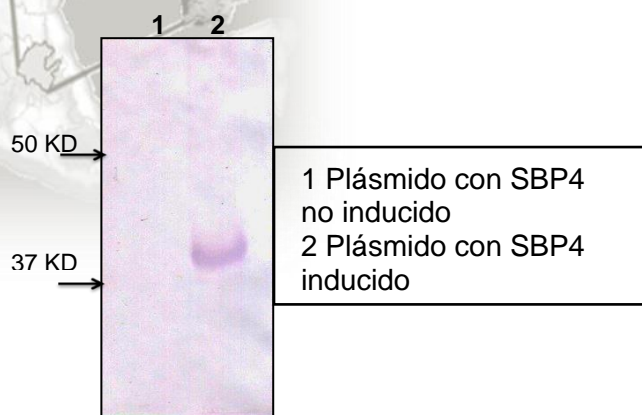 1 2
50 KD
37 KD
1 Plásmido con SBP4
no inducido
2 Plásmido con SBP4
inducido